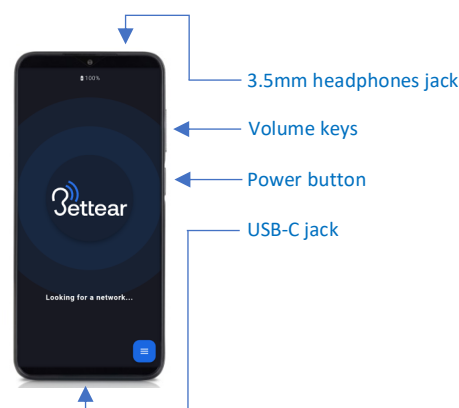 100%
3.5mm headphones jack
Volume keys
Power button
USB-C jack
Bettear
Looking for a network...